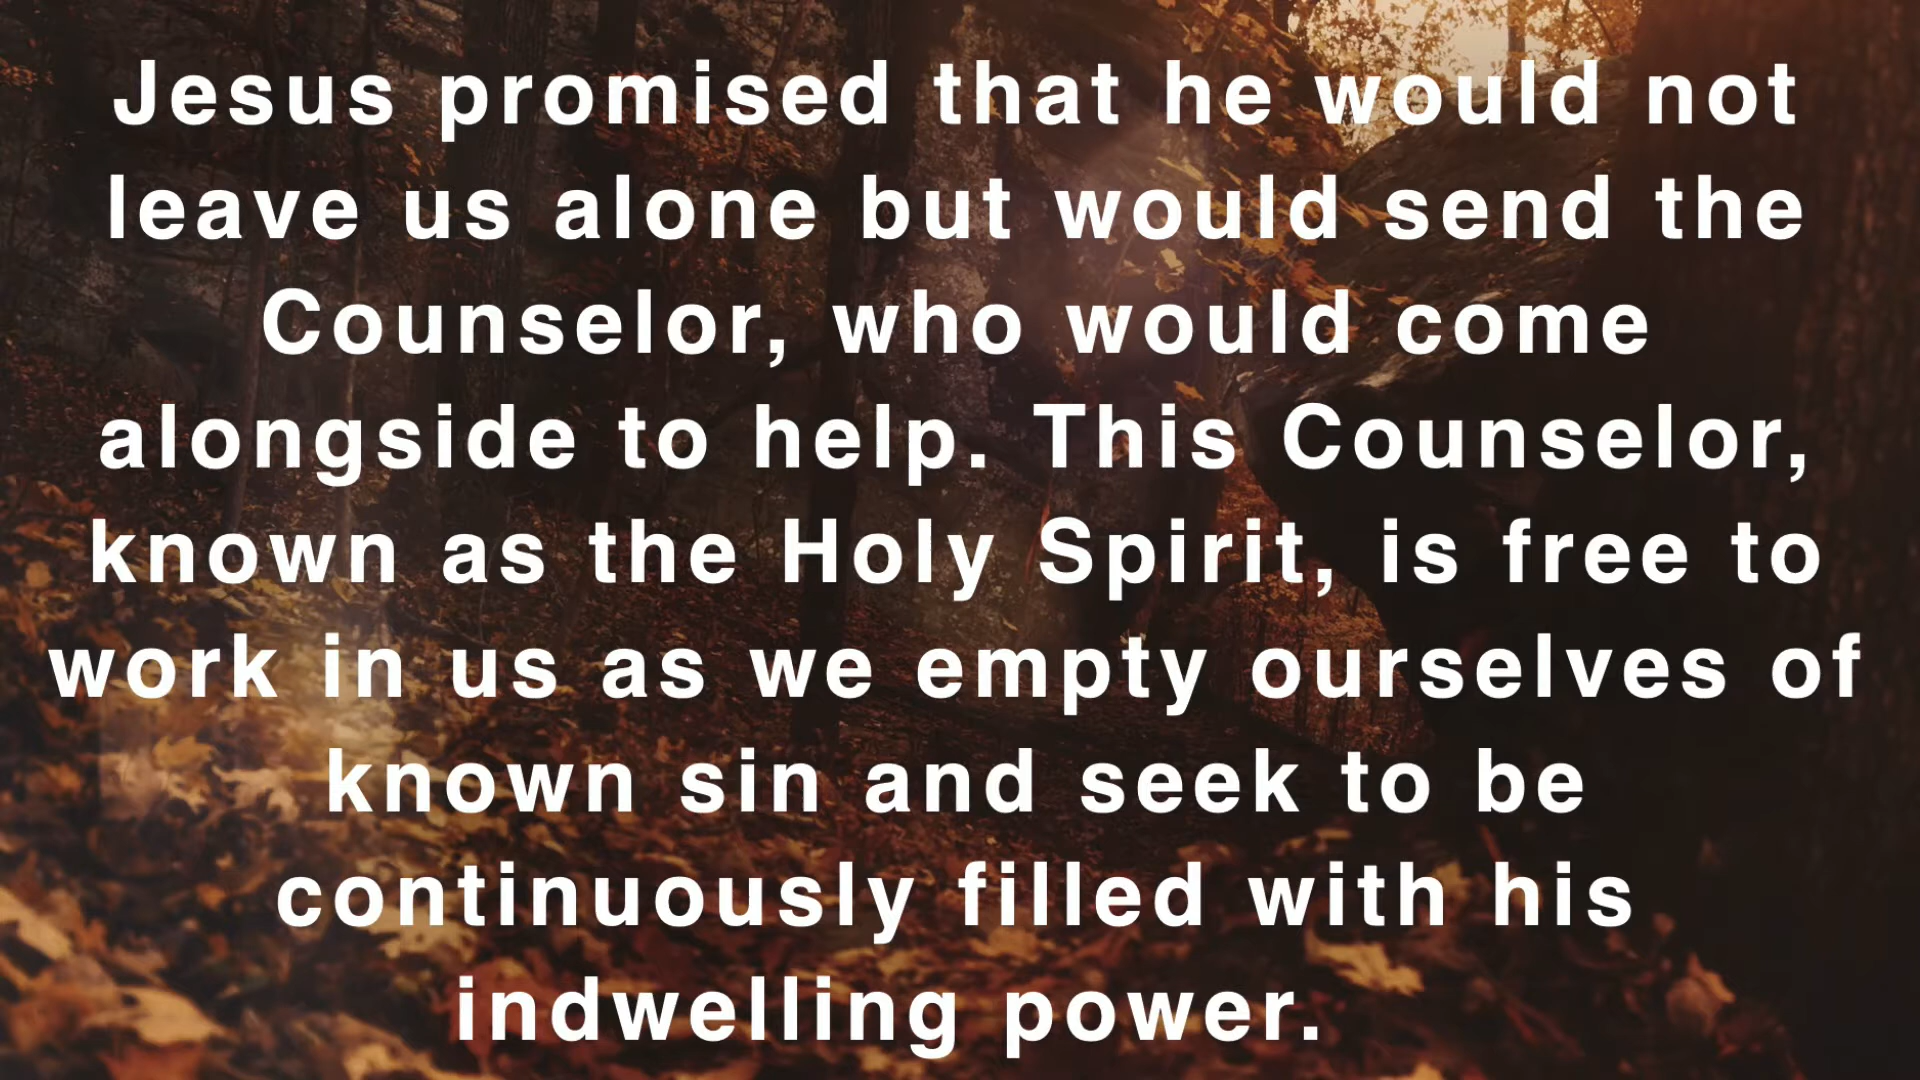 Jesus promised that he would not
leave us alone but would send the
Counselor, who would come
alongside to help. This Counselor,
known as the Holy Spirit, is free to
work in us as we empty ourselves of
known sin and seek to be
continuously filled with his
indwelling power.